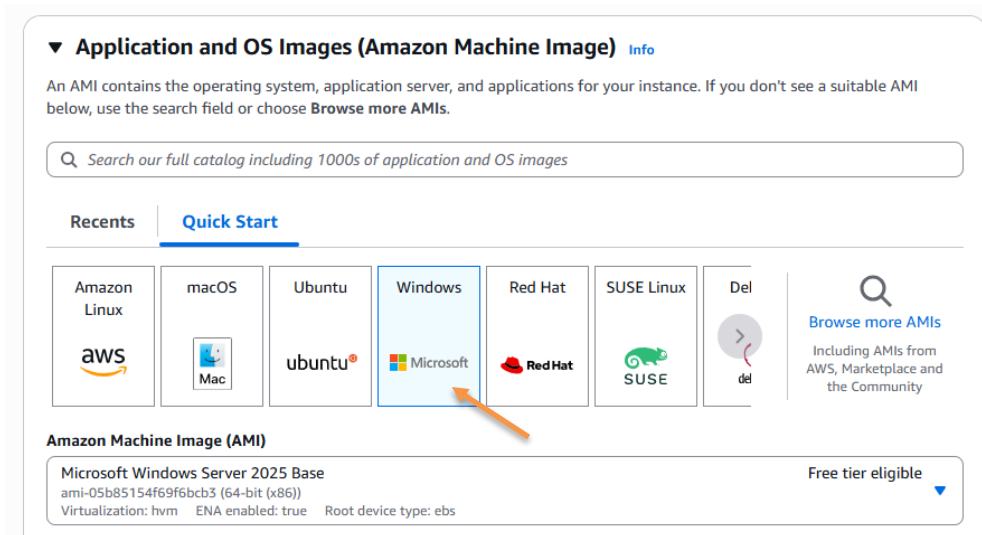 ▼ Application and OS Images (Amazon Machine Image) Info
An AMI contains the operating system, application server, and applications for your instance. If you don't see a suitable AMI
below, use the search field or choose Browse more AMIs.
Search our full catalog including 1000s of application and OS images
Recents
Quick Start
Amazon
Linux
aws
macOS
Mac
Ubuntu
ubuntu
Windows
Microsoft
Red Hat
Red Hat
SUSE Linux
SUSE
Del
del
Browse more AMIs
Including AMIs from
AWS, Marketplace and
the Community
Amazon Machine Image (AMI)
Microsoft Windows Server 2025 Base
Free tier eligible
ami-05b85154f69f6bcb3 (64-bit (x86))
Virtualization: hvm ENA enabled: true Root device type: ebs